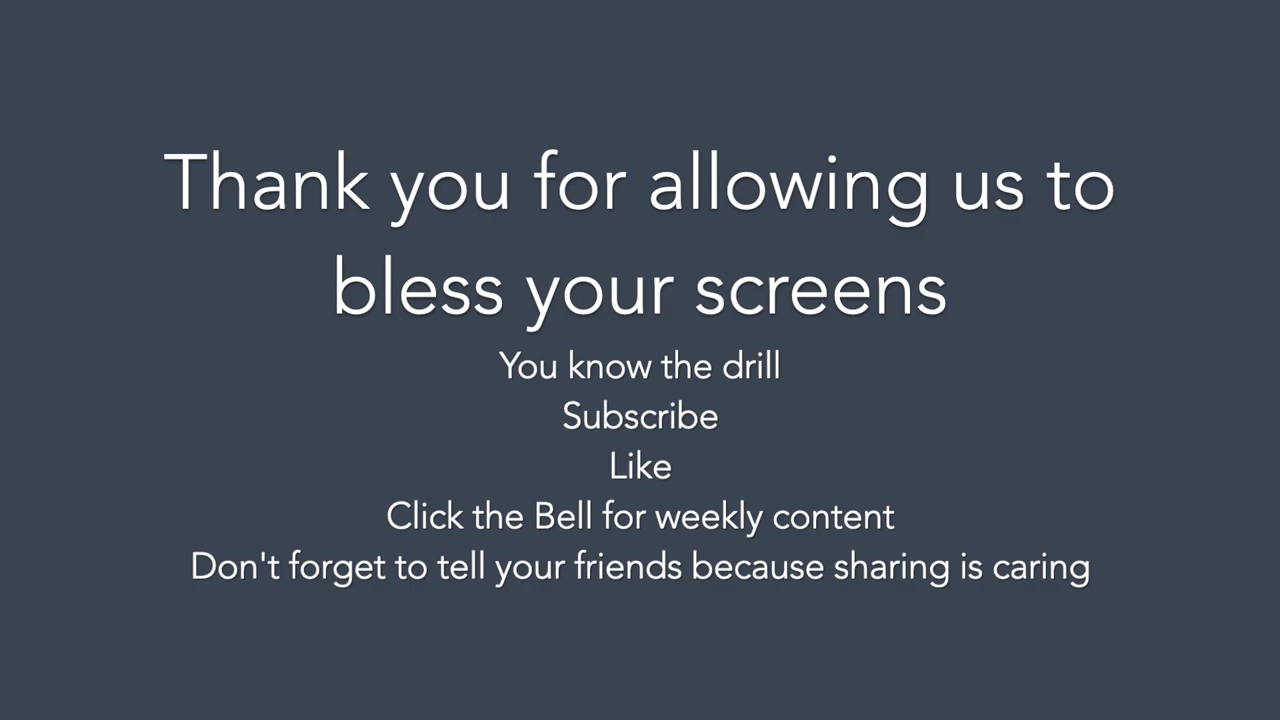 Thank you for allowing us to
bless your screens
You know the drill
Subscribe
Like
Click the Bell for weekly content
Don't forget to tell your friends because sharing is caring